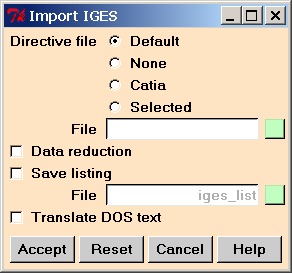 Import IGES
Directive file Default
None
Catia
Selected
File
Data reduction
Save listing
File iges_list
Translate DOS text
Accept Reset Cancel Help